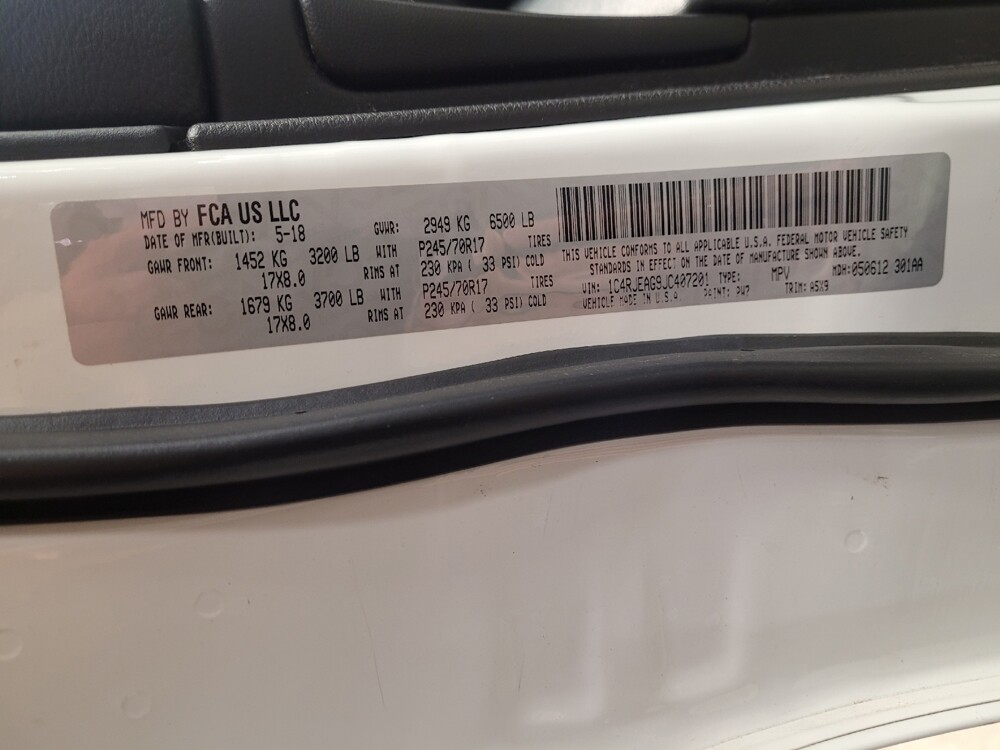 MFD BY FCA US LLC
DATE OF MFR(BUILT): 5-18 GVWR: 2949 KG 6500 LB
GAWR FRONT: 1452 KG 3200 LB WITH P245/70R17 TIRES
17X8.0 RIMS AT 230 KPA ( 33 PSI) COLD
GAWR REAR: 1679 KG 3700 LB WITH P245/70R17 TIRES
17X8.0 RIMS AT 230 KPA ( 33 PSI) COLD
THIS VEHICLE CONFORMS TO ALL APPLICABLE U.S.A. FEDERAL MOTOR VEHICLE SAFETY
STANDARDS IN EFFECT ON THE DATE OF MANUFACTURE SHOWN ABOVE.
VIN: 1C4RJEAG9JC407201 TYPE: MPV MDH: 050612 301AA
VEHICLE MADE IN U.S.A. PAINT: PW7 TRIM: A5X9